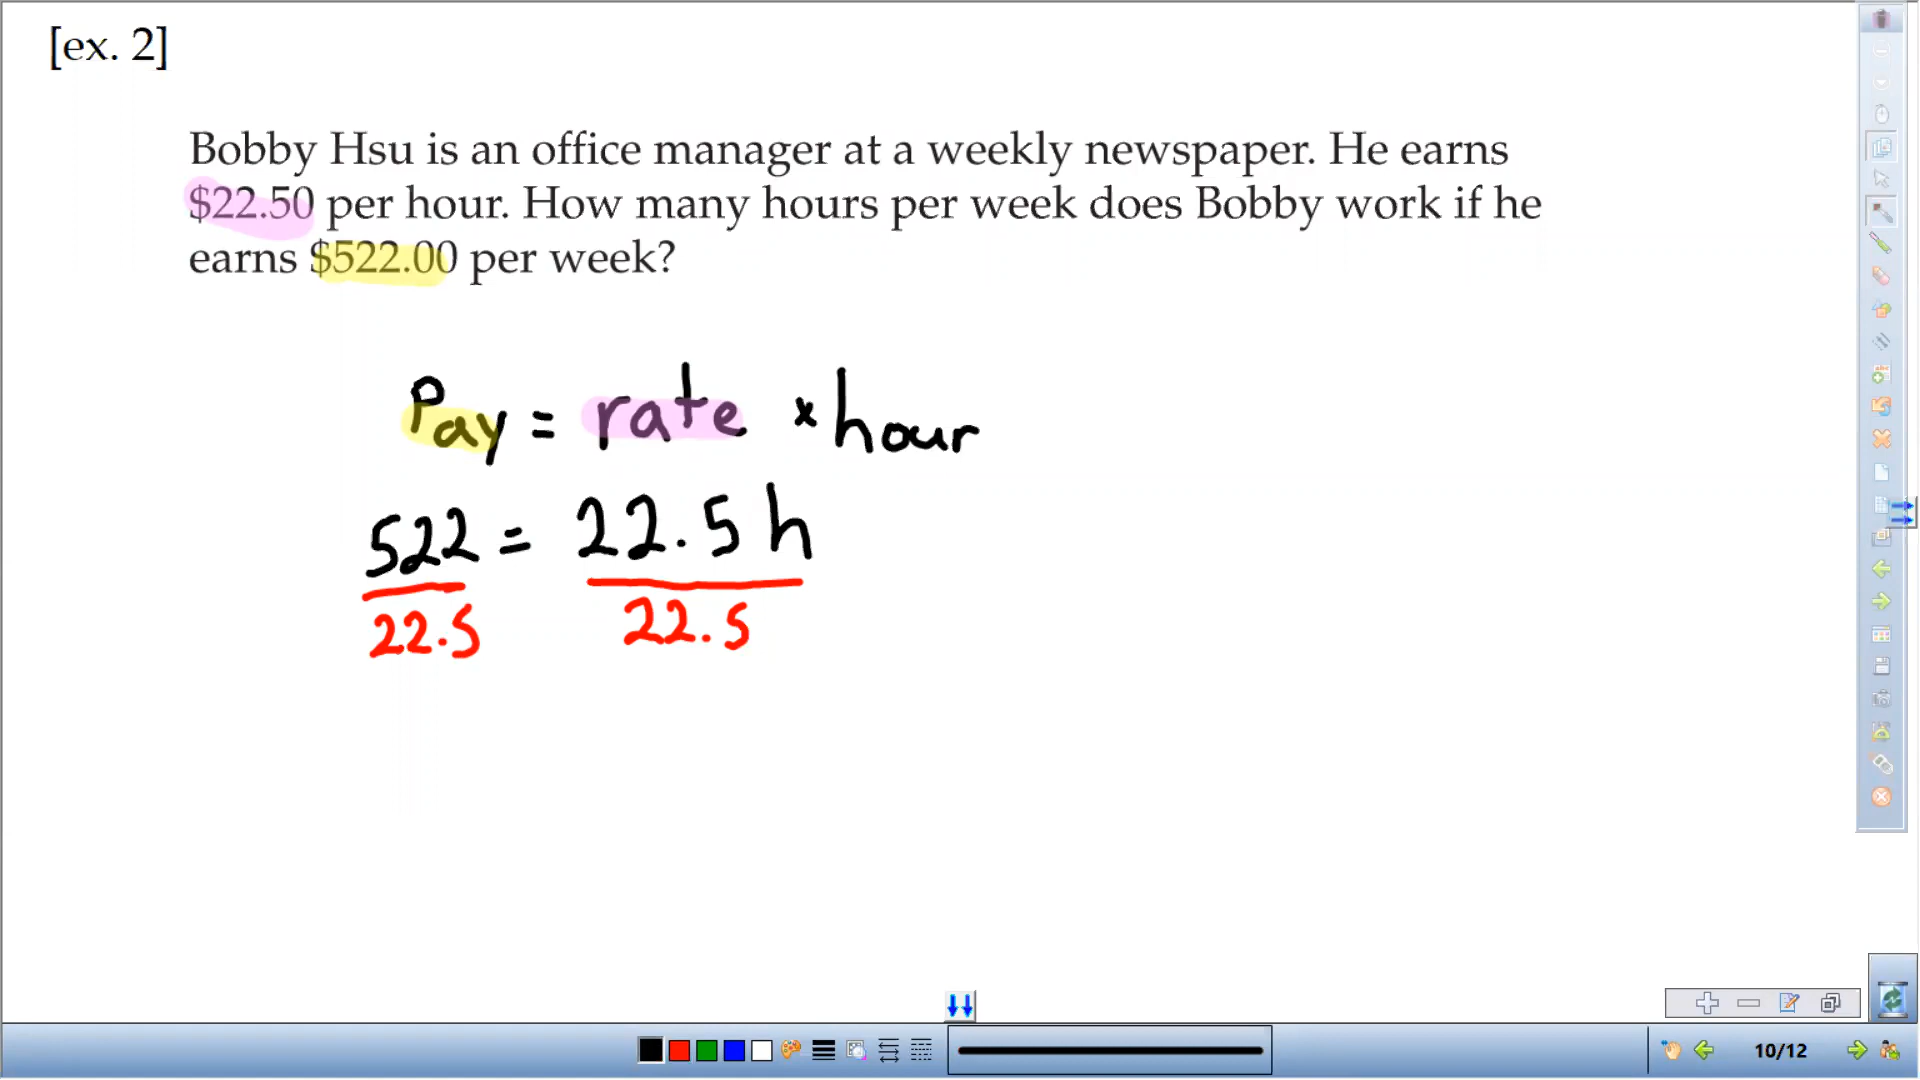 [ex. 2]
Bobby Hsu is an office manager at a weekly newspaper. He earns
$22.50 per hour. How many hours per week does Bobby work if he
earns $522.00 per week?
Pay = rate × hour
522 = 22.5 h
22.5 22.5
10/12